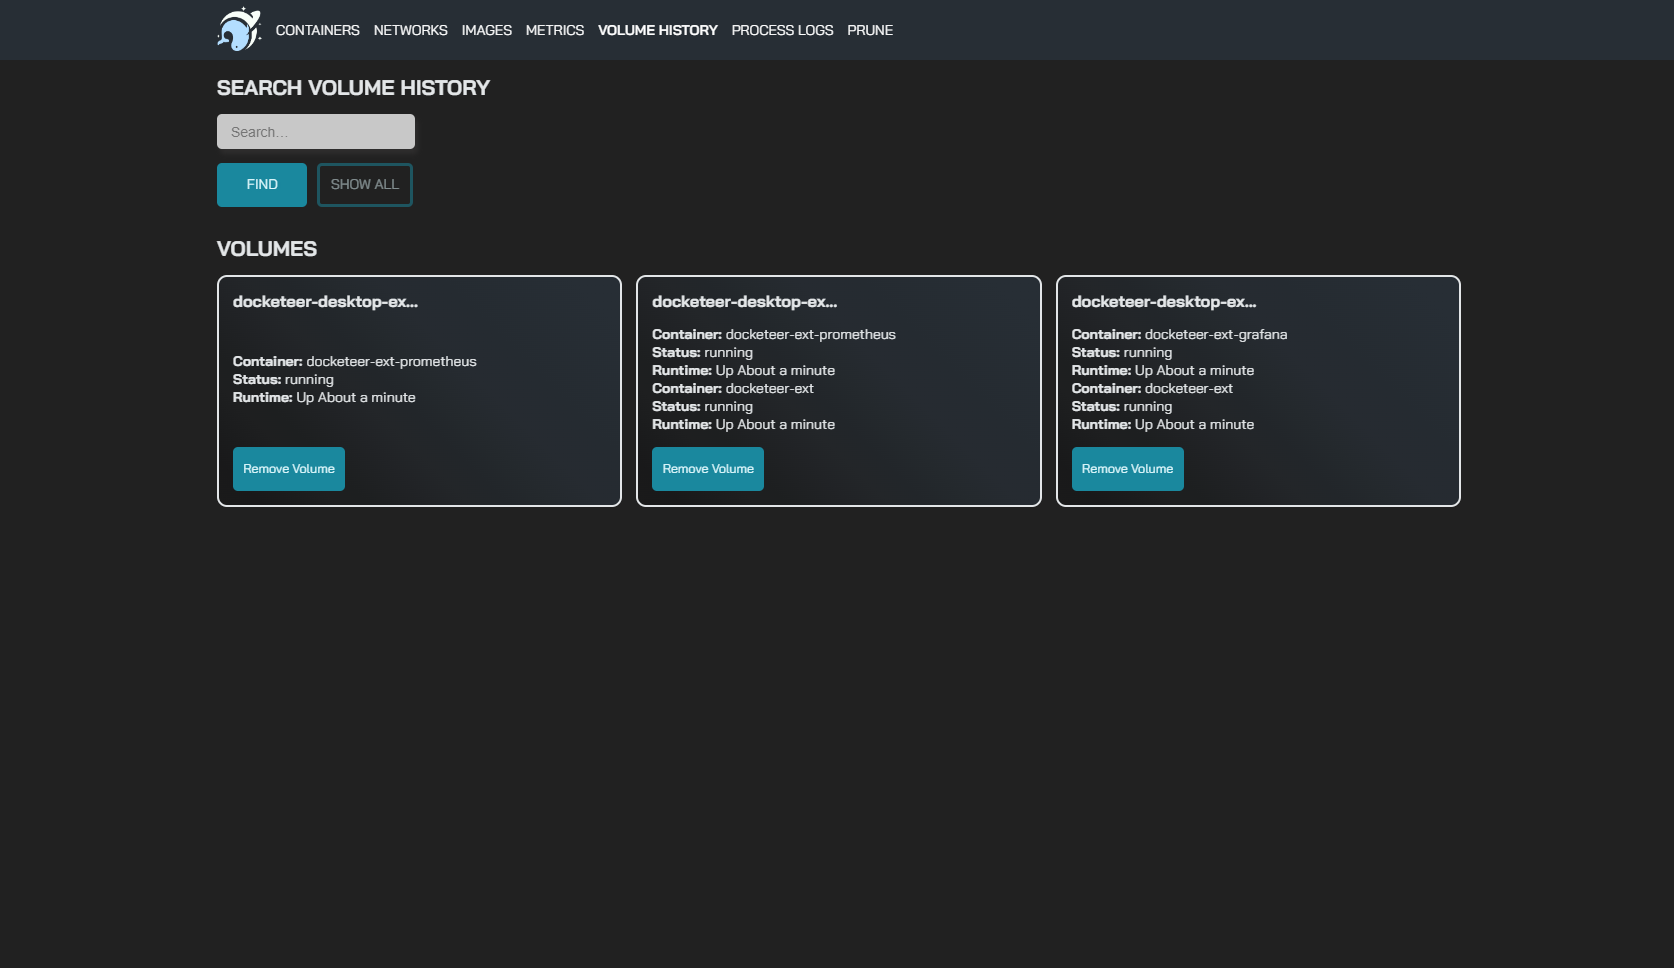 CONTAINERS NETWORKS IMAGES METRICS VOLUME HISTORY PROCESS LOGS PRUNE
SEARCH VOLUME HISTORY
Search...
FIND SHOW ALL
VOLUMES
docketeer-desktop-ex...
Container: docketeer-ext-prometheus
Status: running
Runtime: Up About a minute
Remove Volume
docketeer-desktop-ex...
Container: docketeer-ext-prometheus
Status: running
Runtime: Up About a minute
Container: docketeer-ext
Status: running
Runtime: Up About a minute
Remove Volume
docketeer-desktop-ex...
Container: docketeer-ext-grafana
Status: running
Runtime: Up About a minute
Container: docketeer-ext
Status: running
Runtime: Up About a minute
Remove Volume